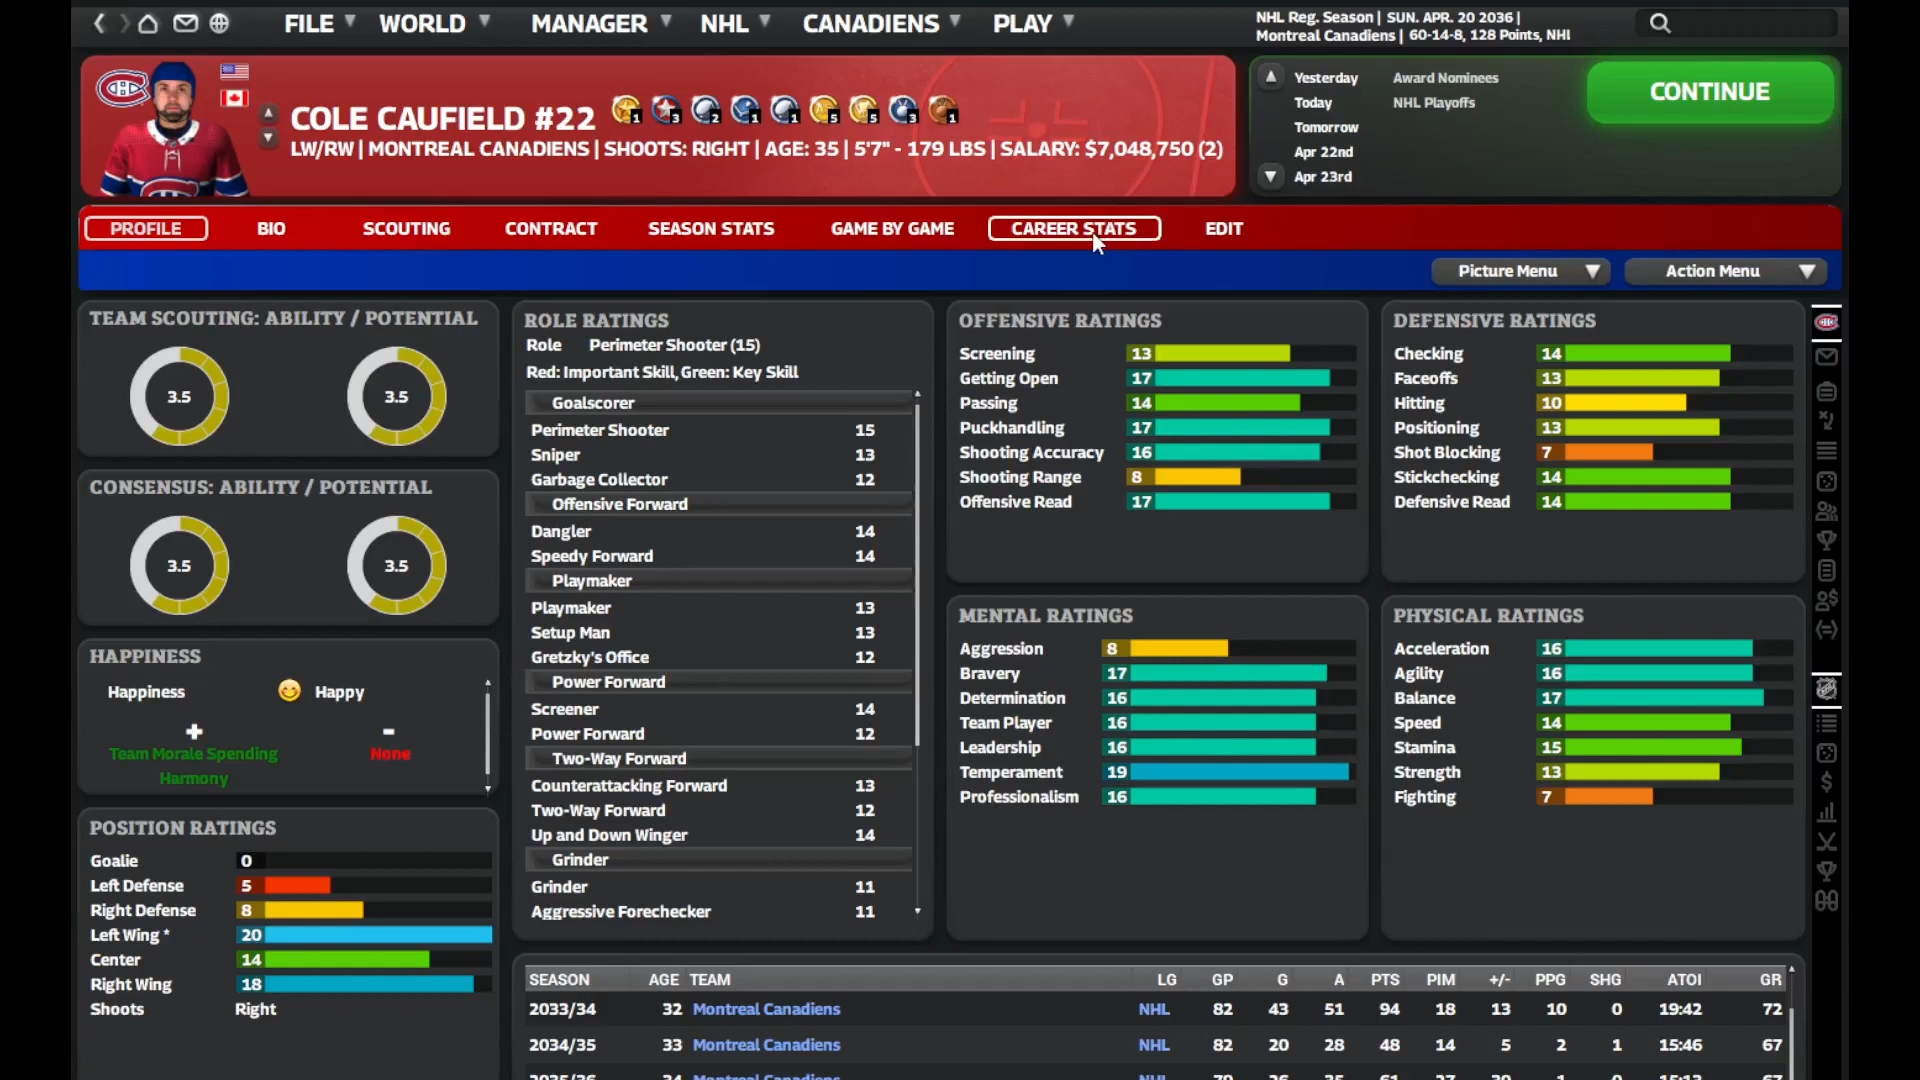 FILE WORLD MANAGER NHL CANADIENS PLAY
NHL Reg. Season | SUN. APR. 20 2036 |
Montreal Canadiens | 60-14-8, 128 Points, NHI
COLE CAUFIELD #22
1 3 2 1 1 5 5 3 1
LW/RW | MONTREAL CANADIENS | SHOOTS: RIGHT | AGE: 35 | 5'7" - 179 LBS | SALARY: $7,048,750 (2)
Yesterday Award Nominees
Today NHL Playoffs
Tomorrow
Apr 22nd
Apr 23rd
CONTINUE
PROFILE BIO SCOUTING CONTRACT SEASON STATS GAME BY GAME CAREER STATS EDIT
Picture Menu Action Menu
TEAM SCOUTING: ABILITY / POTENTIAL
3.5 3.5
CONSENSUS: ABILITY / POTENTIAL
3.5 3.5
HAPPINESS
Happiness Happy
+ -
Team Morale Spending None
Harmony
POSITION RATINGS
Goalie 0
Left Defense 5
Right Defense 8
Left Wing * 20
Center 14
Right Wing 18
Shoots Right
ROLE RATINGS
Role Perimeter Shooter (15)
Red: Important Skill, Green: Key Skill
Goalscorer
Perimeter Shooter 15
Sniper 13
Garbage Collector 12
Offensive Forward
Dangler 14
Speedy Forward 14
Playmaker
Playmaker 13
Setup Man 13
Gretzky's Office 12
Power Forward
Screener 14
Power Forward 12
Two-Way Forward
Counterattacking Forward 13
Two-Way Forward 12
Up and Down Winger 14
Grinder
Grinder 11
Aggressive Forechecker 11
OFFENSIVE RATINGS
Screening 13
Getting Open 17
Passing 14
Puckhandling 17
Shooting Accuracy 16
Shooting Range 8
Offensive Read 17
DEFENSIVE RATINGS
Checking 14
Faceoffs 13
Hitting 10
Positioning 13
Shot Blocking 7
Stickchecking 14
Defensive Read 14
MENTAL RATINGS
Aggression 8
Bravery 17
Determination 16
Team Player 16
Leadership 16
Temperament 19
Professionalism 16
PHYSICAL RATINGS
Acceleration 16
Agility 16
Balance 17
Speed 14
Stamina 15
Strength 13
Fighting 7
SEASON AGE TEAM LG GP G A PTS PIM +/- PPG SHG ATOI GR
2033/34 32 Montreal Canadiens NHL 82 43 51 94 18 13 10 0 19:42 72
2034/35 33 Montreal Canadiens NHL 82 20 28 48 14 5 2 1 15:46 67